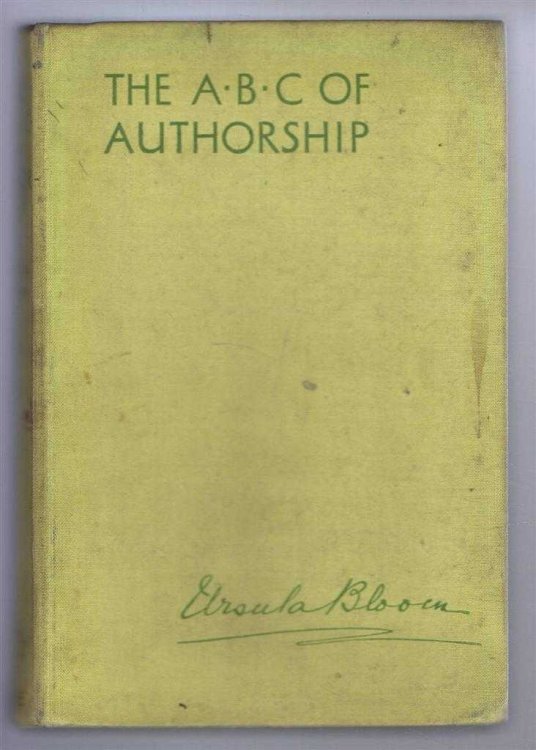 THE A·B·C OF
AUTHORSHIP
Ursula Bloom